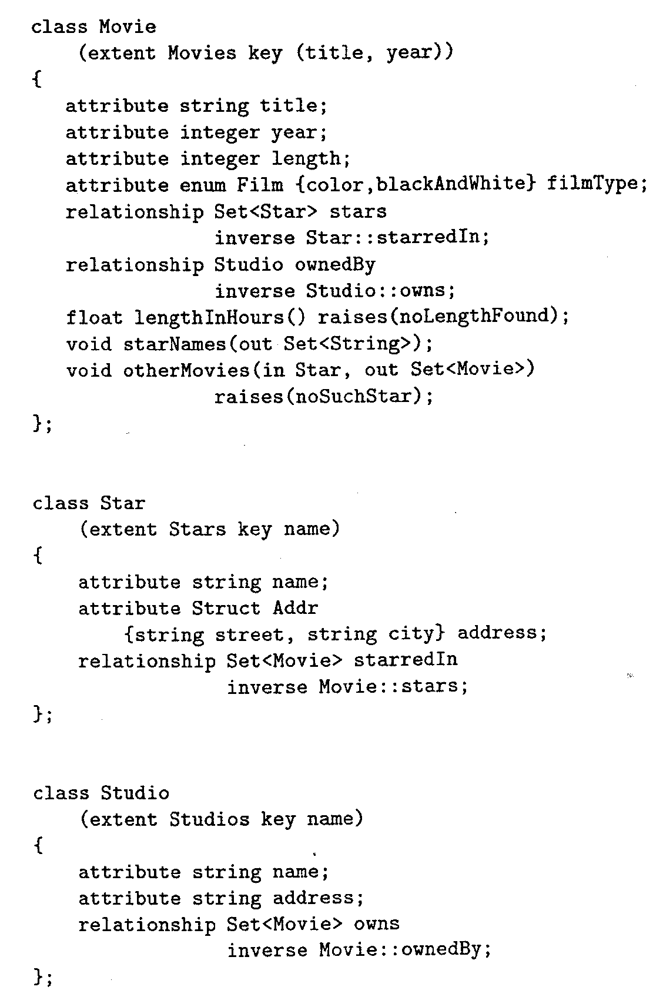 class Movie
(extent Movies key (title, year))
{
attribute string title;
attribute integer year;
attribute integer length;
attribute enum Film {color,blackAndWhite} filmType;
relationship Set<Star> stars
inverse Star::starredIn;
relationship Studio ownedBy
inverse Studio::owns;
float lengthInHours() raises(noLengthFound);
void starNames(out Set<String>);
void otherMovies(in Star, out Set<Movie>)
raises(noSuchStar);
};
class Star
(extent Stars key name)
{
attribute string name;
attribute Struct Addr
{string street, string city} address;
relationship Set<Movie> starredIn
inverse Movie::stars;
};
class Studio
(extent Studios key name)
{
attribute string name;
attribute string address;
relationship Set<Movie> owns
inverse Movie::ownedBy;
};